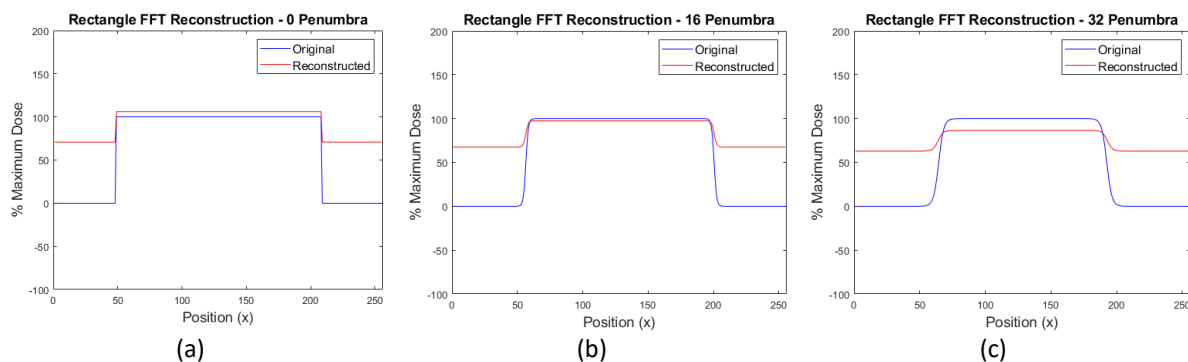 Rectangle FFT Reconstruction - 0 Penumbra
200
150
100
50
0
-50
-100
% Maximum Dose
Original
Reconstructed
0
50
100
150
200
250
Position (x)
(a)
Rectangle FFT Reconstruction - 16 Penumbra
200
150
100
50
0
-50
-100
% Maximum Dose
Original
Reconstructed
0
50
100
150
200
250
Position (x)
(b)
Rectangle FFT Reconstruction - 32 Penumbra
200
150
100
50
0
-50
-100
% Maximum Dose
Original
Reconstructed
0
50
100
150
200
250
Position (x)
(c)